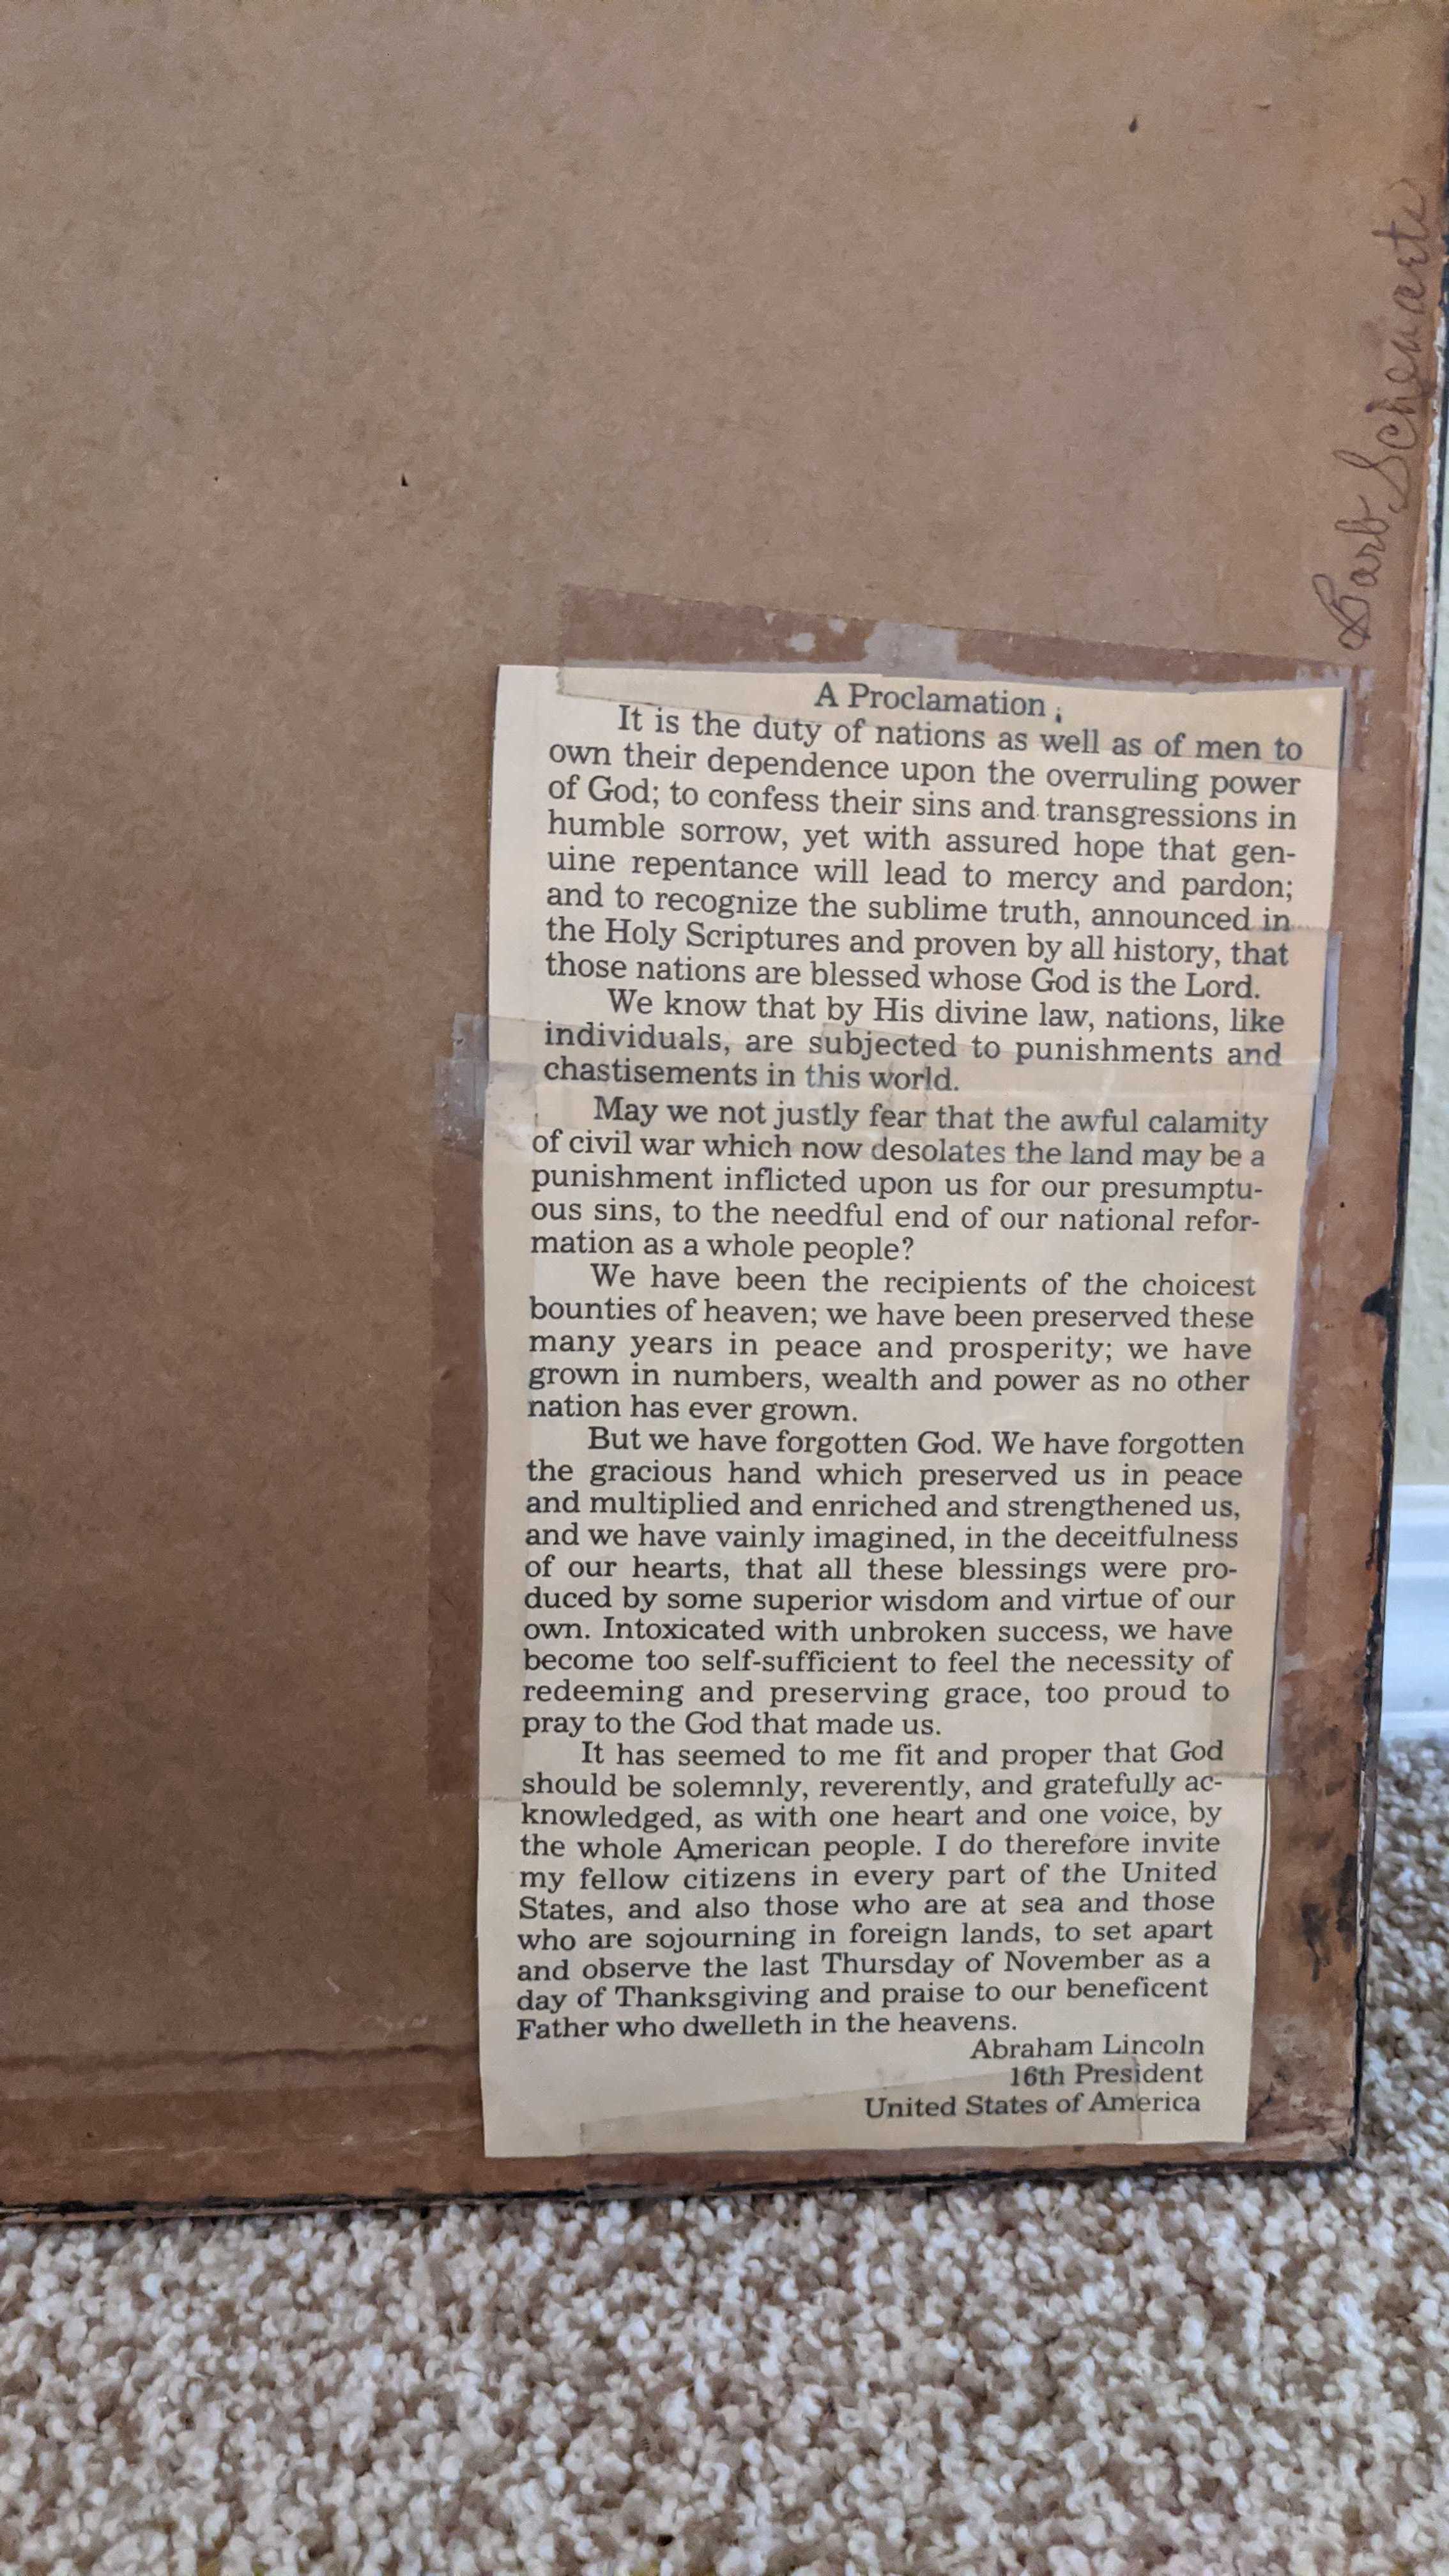 Barb Schwartz
A Proclamation
It is the duty of nations as well as of men to
own their dependence upon the overruling power
of God; to confess their sins and transgressions in
humble sorrow, yet with assured hope that gen-
uine repentance will lead to mercy and pardon;
and to recognize the sublime truth, announced in
the Holy Scriptures and proven by all history, that
those nations are blessed whose God is the Lord.
We know that by His divine law, nations, like
individuals, are subjected to punishments and
chastisements in this world.
May we not justly fear that the awful calamity
of civil war which now desolates the land may be a
punishment inflicted upon us for our presumptu-
ous sins, to the needful end of our national refor-
mation as a whole people?
We have been the recipients of the choicest
bounties of heaven; we have been preserved these
many years in peace and prosperity; we have
grown in numbers, wealth and power as no other
nation has ever grown.
But we have forgotten God. We have forgotten
the gracious hand which preserved us in peace
and multiplied and enriched and strengthened us,
and we have vainly imagined, in the deceitfulness
of our hearts, that all these blessings were pro-
duced by some superior wisdom and virtue of our
own. Intoxicated with unbroken success, we have
become too self-sufficient to feel the necessity of
redeeming and preserving grace, too proud to
pray to the God that made us.
It has seemed to me fit and proper that God
should be solemnly, reverently, and gratefully ac-
knowledged, as with one heart and one voice, by
the whole American people. I do therefore invite
my fellow citizens in every part of the United
States, and also those who are at sea and those
who are sojourning in foreign lands, to set apart
and observe the last Thursday of November as a
day of Thanksgiving and praise to our beneficent
Father who dwelleth in the heavens.
Abraham Lincoln
16th President
United States of America